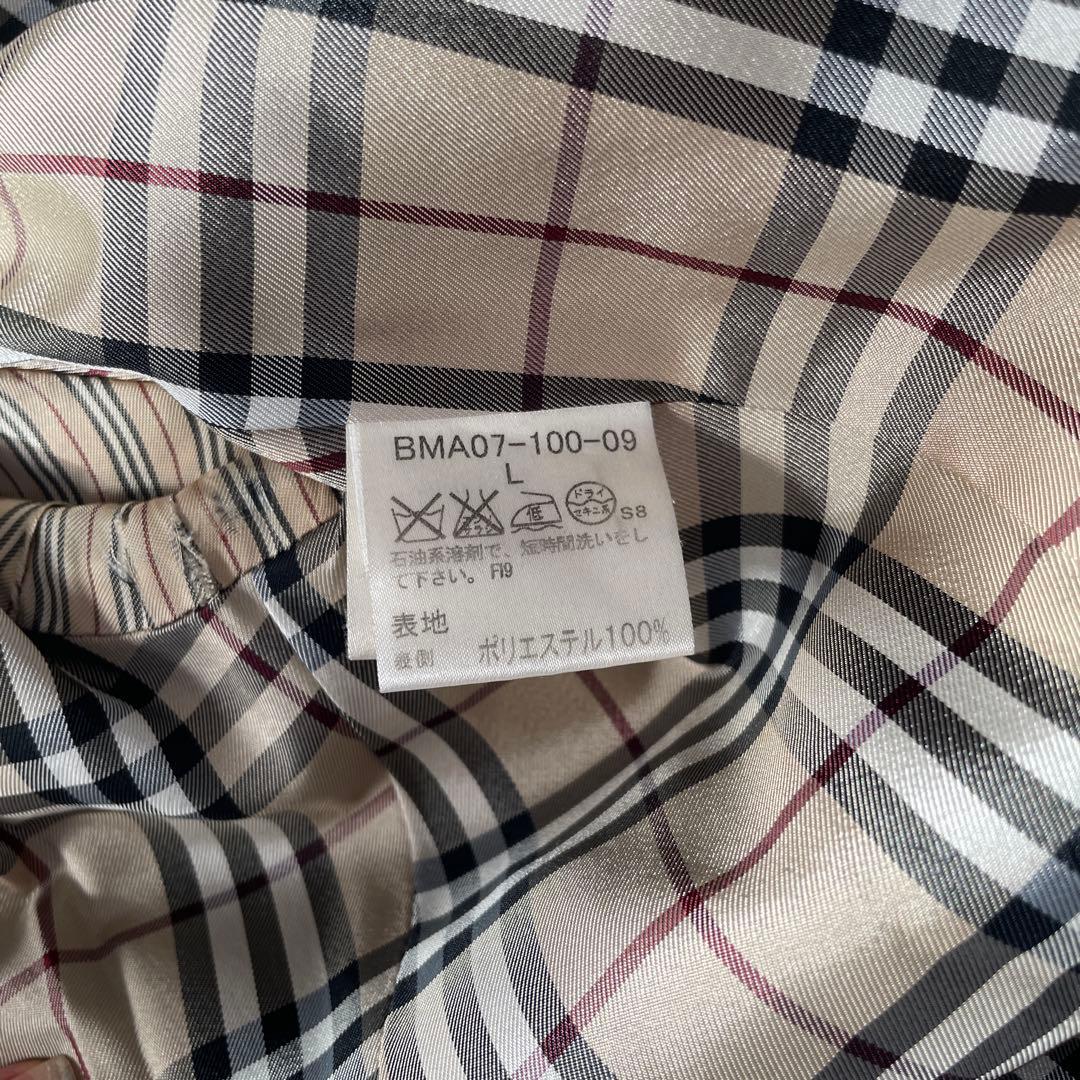 BMA07-100-09
L
低 ドライ セキユ系 S8
石油系溶剤で、短時間洗いをし
て下さい。 FI9
表地
ポリエステル100%